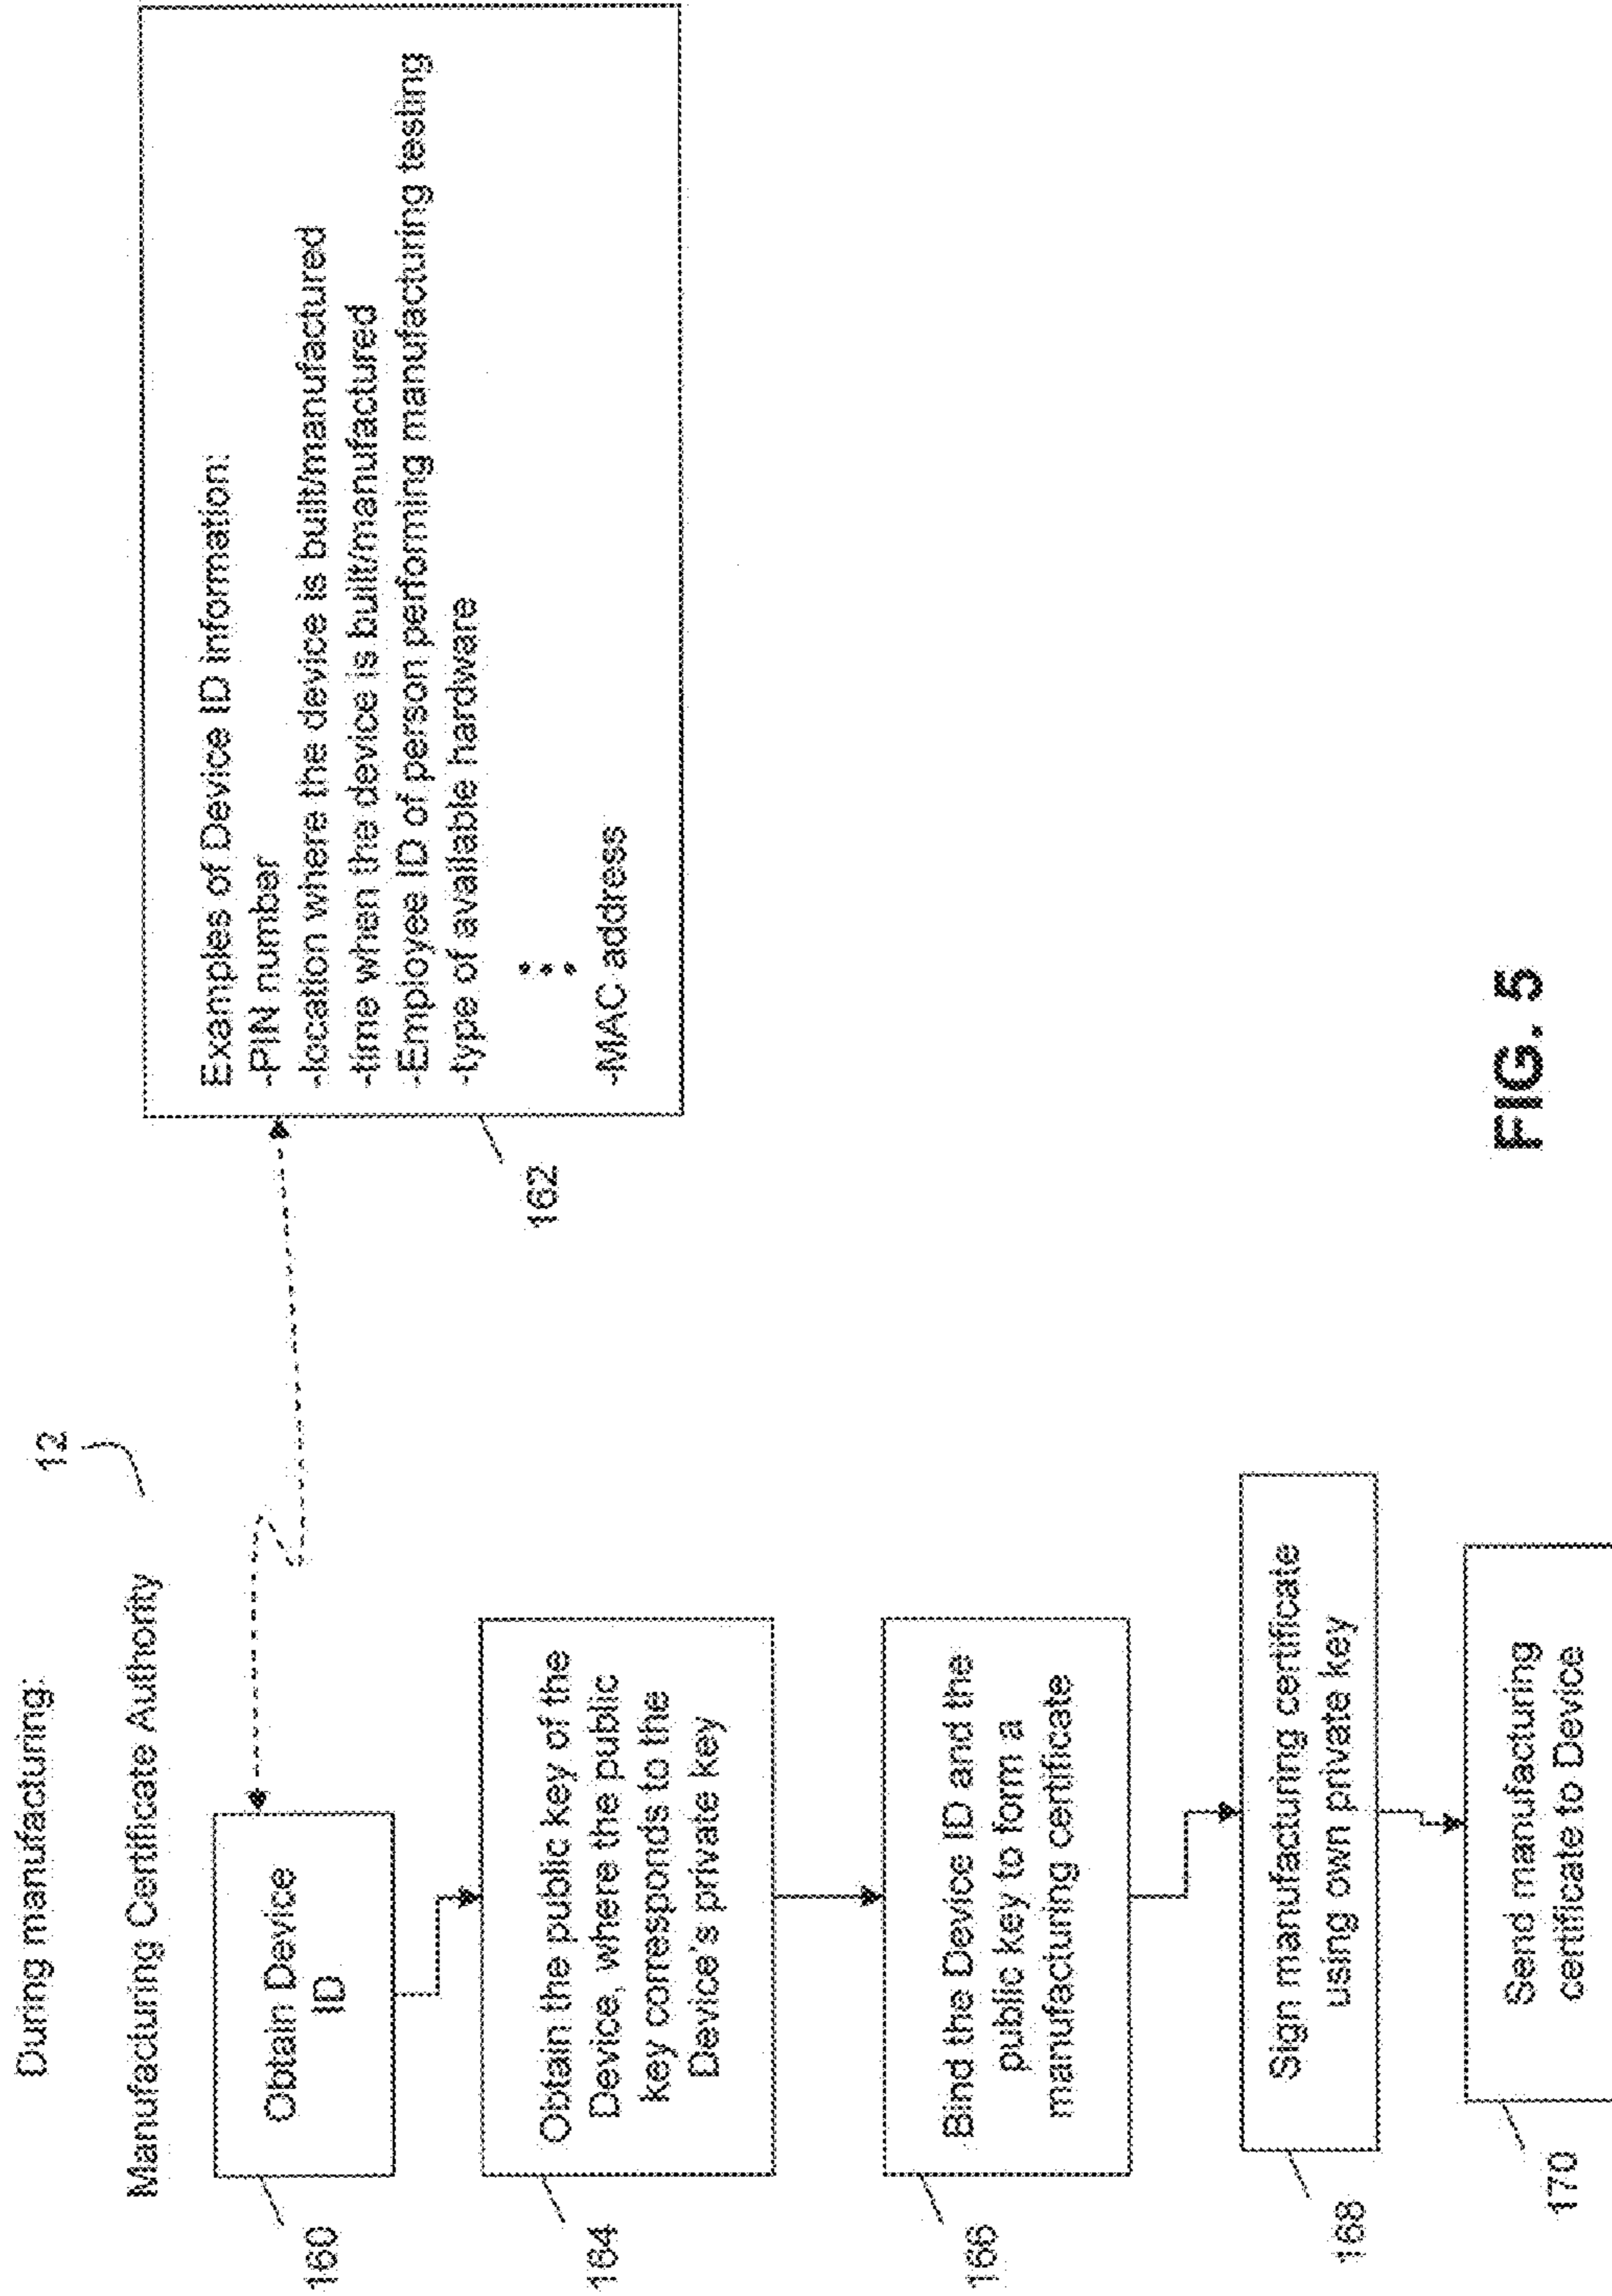 During manufacturing:
12
Manufacturing Certificate Authority
160
Obtain Device
ID
Examples of Device ID information:
-PIN number
-location where the device is built/manufactured
-time when the device is built/manufactured
-Employee ID of person performing manufacturing testing
-type of available hardware
-MAC address
162
164
Obtain the public key of the
Device, where the public
key corresponds to the
Device's private key
166
Bind the Device ID and the
public key to form a
manufacturing certificate
168
Sign manufacturing certificate
using own private key
170
Send manufacturing
certificate to Device
FIG. 5